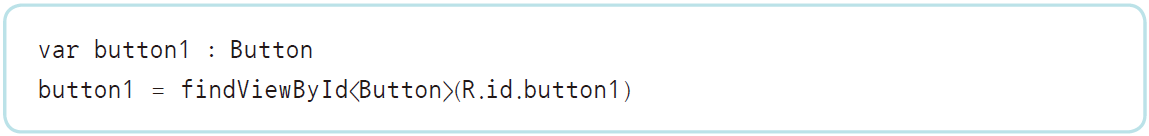 var button1 : Button
button1 = findViewById<Button>(R.id.button1)